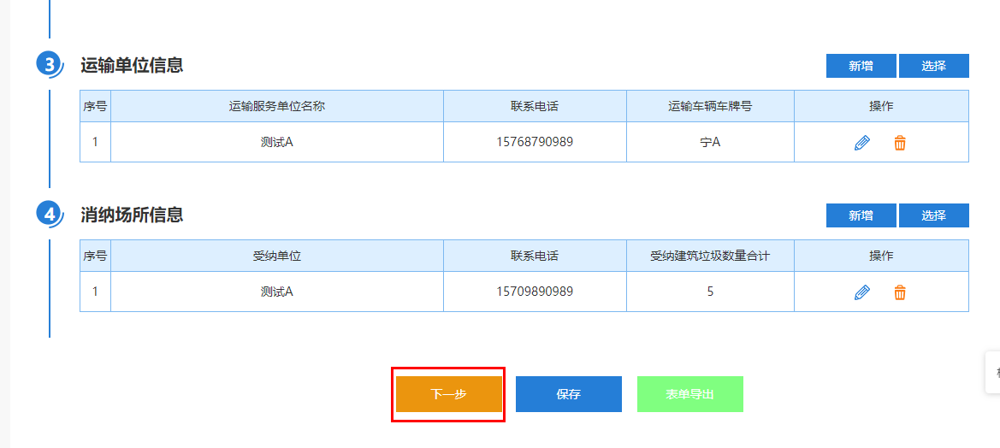 3 运输单位信息 新增 选择
序号 运输服务单位名称 联系电话 运输车辆车牌号 操作
1 测试A 15768790989 宁A
4 消纳场所信息 新增 选择
序号 受纳单位 联系电话 受纳建筑垃圾数量合计 操作
1 测试A 15709890989 5
下一步 保存 表单导出